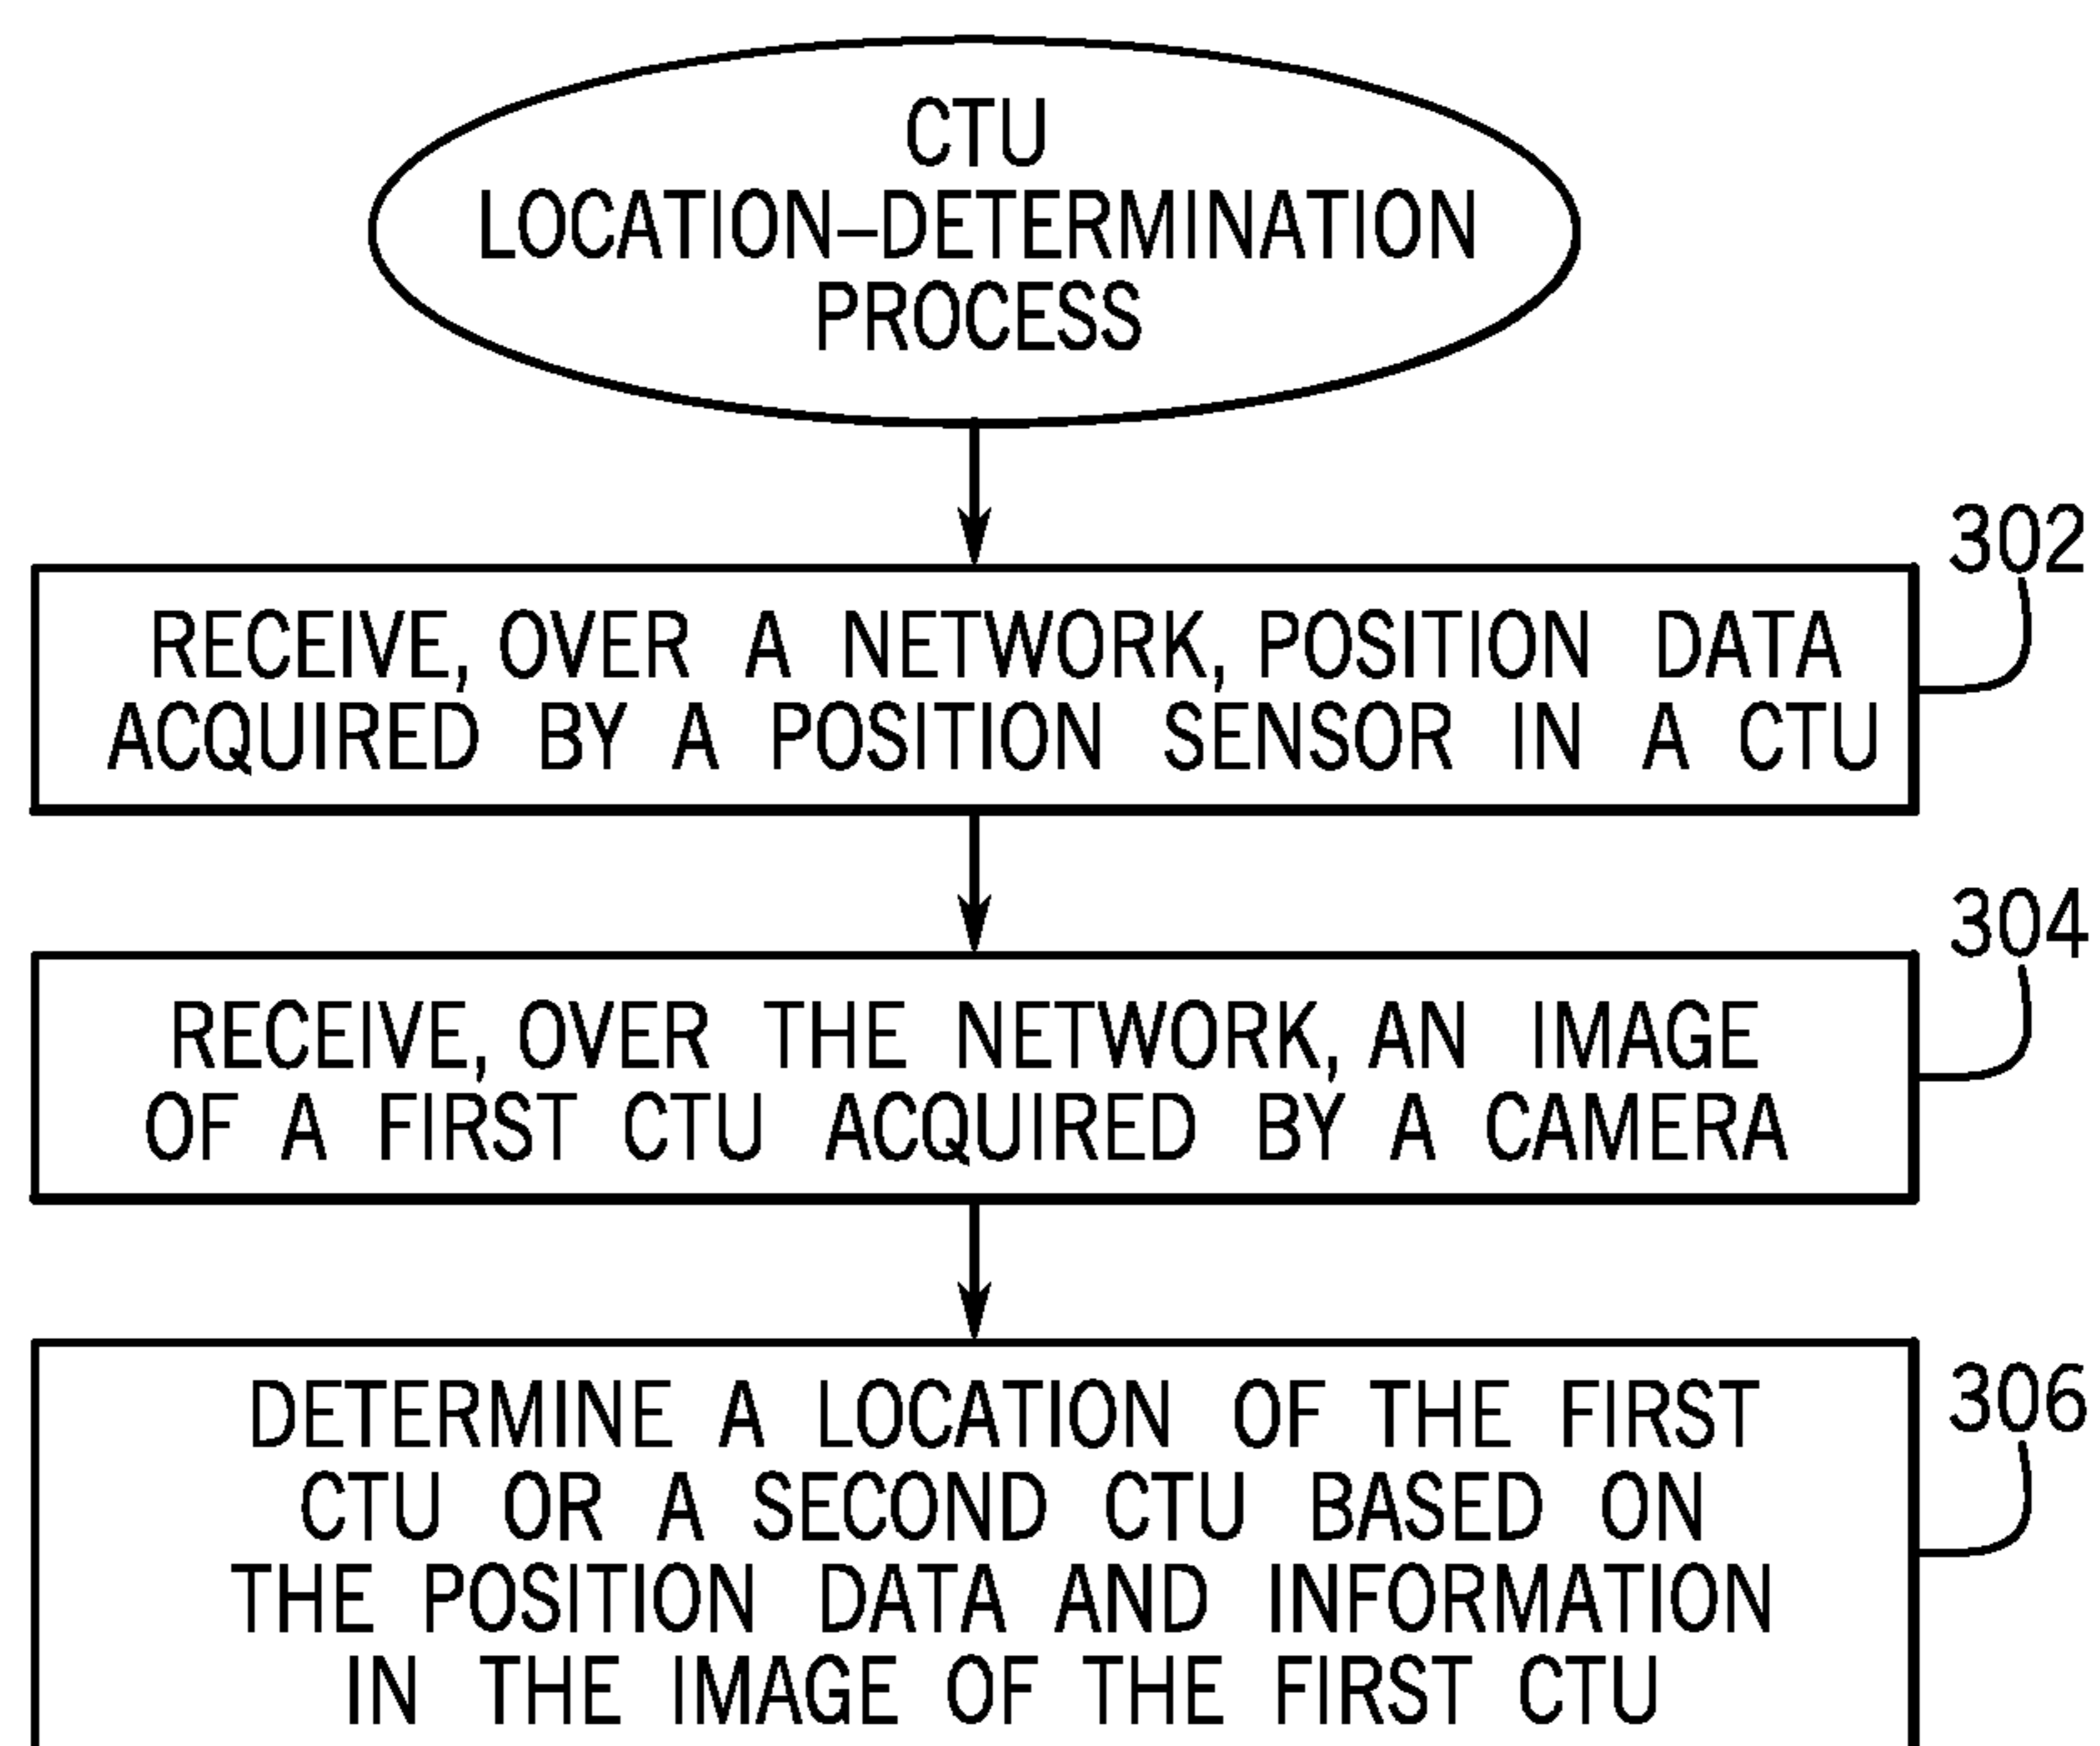 CTU
LOCATION–DETERMINATION
PROCESS
302
RECEIVE, OVER A NETWORK, POSITION DATA
ACQUIRED BY A POSITION SENSOR IN A CTU
304
RECEIVE, OVER THE NETWORK, AN IMAGE
OF A FIRST CTU ACQUIRED BY A CAMERA
306
DETERMINE A LOCATION OF THE FIRST
CTU OR A SECOND CTU BASED ON
THE POSITION DATA AND INFORMATION
IN THE IMAGE OF THE FIRST CTU